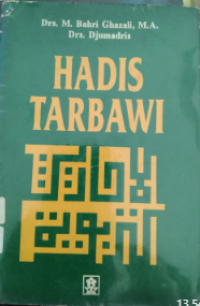 Drs. M. Bahri Ghazali, M.A.
Drs. Djumadris
HADIS
TARBAWI